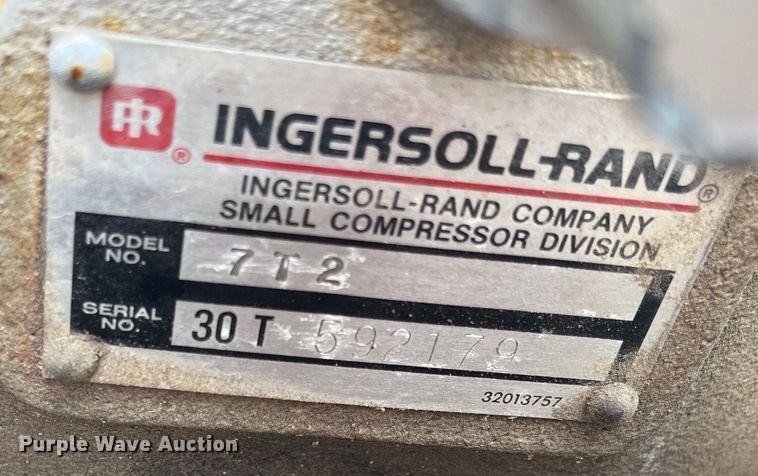 IR ® INGERSOLL-RAND®
INGERSOLL-RAND COMPANY
SMALL COMPRESSOR DIVISION
MODEL NO. 7T2
SERIAL NO. 30T 592179
32013757
Purple Wave Auction